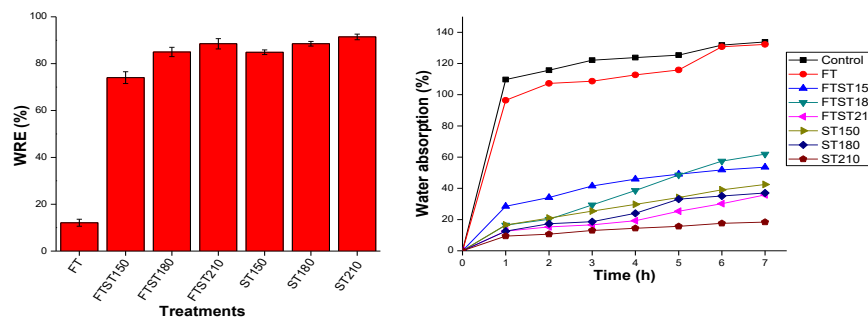 100
80
60
40
20
0
WRE (%)
FT
FTST150
FTST180
FTST210
ST150
ST180
ST210
Treatments
140
120
100
80
60
40
20
0
Water absorption (%)
0 1 2 3 4 5 6 7
Time (h)
Control
FT
FTST15
FTST18
FTST21
ST150
ST180
ST210